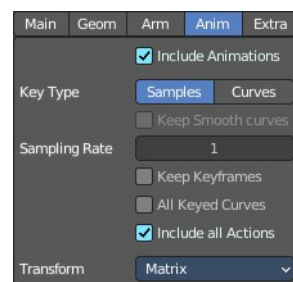 Main Geom Arm Anim Extra
Include Animations
Key Type Samples Curves
Keep Smooth curves
Sampling Rate 1
Keep Keyframes
All Keyed Curves
Include all Actions
Transform Matrix